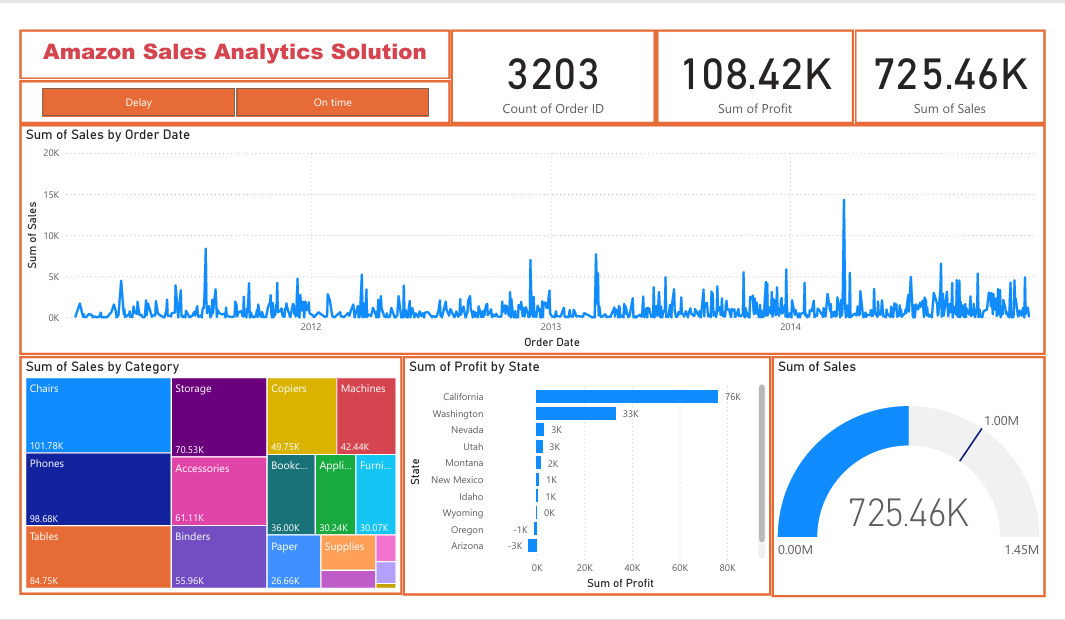 Amazon Sales Analytics Solution
Delay
On time
3203
Count of Order ID
108.42K
Sum of Profit
725.46K
Sum of Sales
Sum of Sales by Order Date
Sum of Sales
20K
15K
10K
5K
0K
2012
2013
2014
Order Date
Sum of Sales by Category
Chairs
101.78K
Phones
98.68K
Tables
84.75K
Storage
70.53K
Accessories
61.11K
Binders
55.96K
Copiers
49.75K
Machines
42.44K
Bookc...
36.00K
Appli...
30.24K
Furni...
30.07K
Paper
26.66K
Supplies
Sum of Profit by State
State
California 76K
Washington 33K
Nevada 3K
Utah 3K
Montana 2K
New Mexico 1K
Idaho 1K
Wyoming 0K
Oregon -1K
Arizona -3K
0K 20K 40K 60K 80K
Sum of Profit
Sum of Sales
1.00M
725.46K
0.00M
1.45M